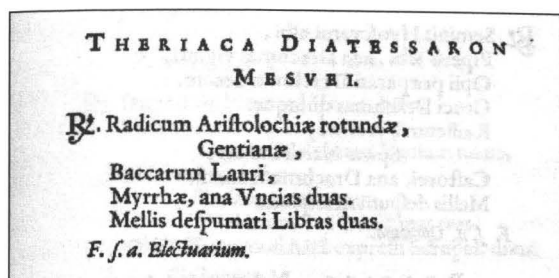 THERIACA DIATESSARON
MESVEI.
℞. Radicum Ariſtolochiæ rotundæ,
Gentianæ,
Baccarum Lauri,
Myrrhæ, ana Vncias duas.
Mellis deſpumati Libras duas.
F. ſ. a. Electuarium.